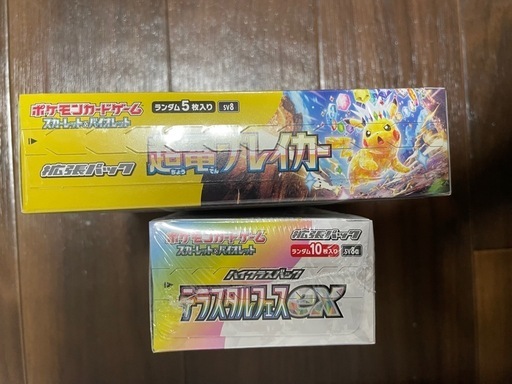 ポケモンカードゲーム
スカーレット&バイオレット
ランダム5枚入り
sv8
拡張パック
超電ブレイカー
ちょう でん
ポケモンカードゲーム
スカーレット&バイオレット
拡張パック
ランダム10枚入り
sv8a
ハイクラスパック
テラスタルフェスex